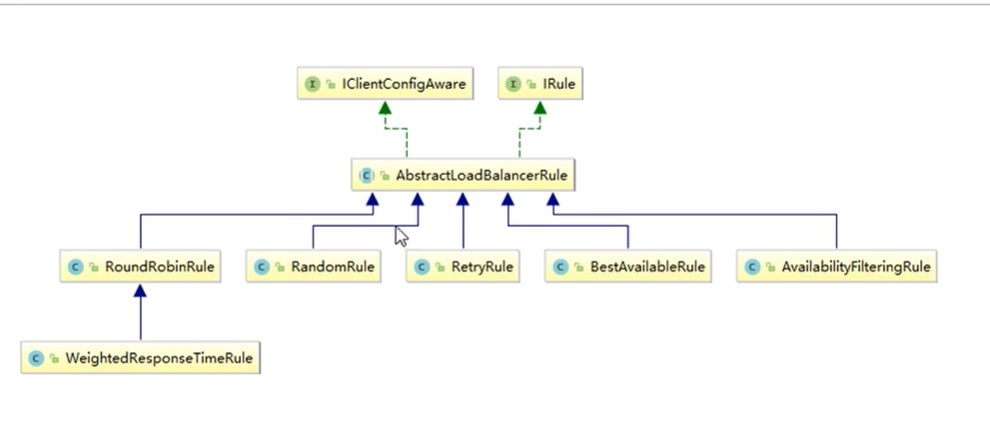 IClientConfigAware
IRule
AbstractLoadBalancerRule
RoundRobinRule
RandomRule
RetryRule
BestAvailableRule
AvailabilityFilteringRule
WeightedResponseTimeRule